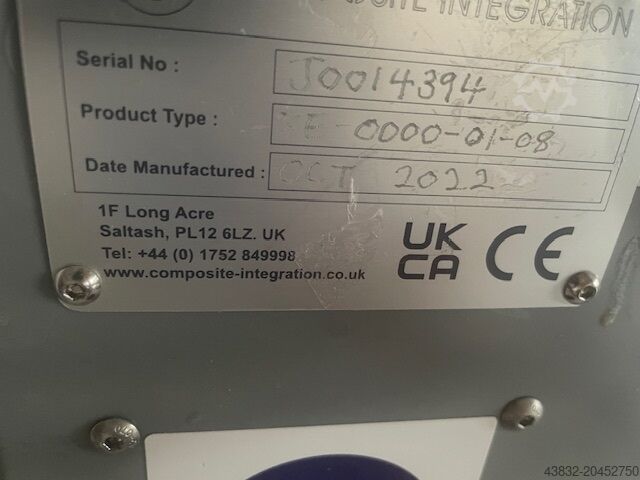 INTEGRATION
Serial No : J0014394
Product Type : 0000-01-08
Date Manufactured : OCT 2022
1F Long Acre
Saltash, PL12 6LZ. UK
Tel: +44 (0) 1752 849998
www.composite-integration.co.uk
UK
CA CE
43832-20452750